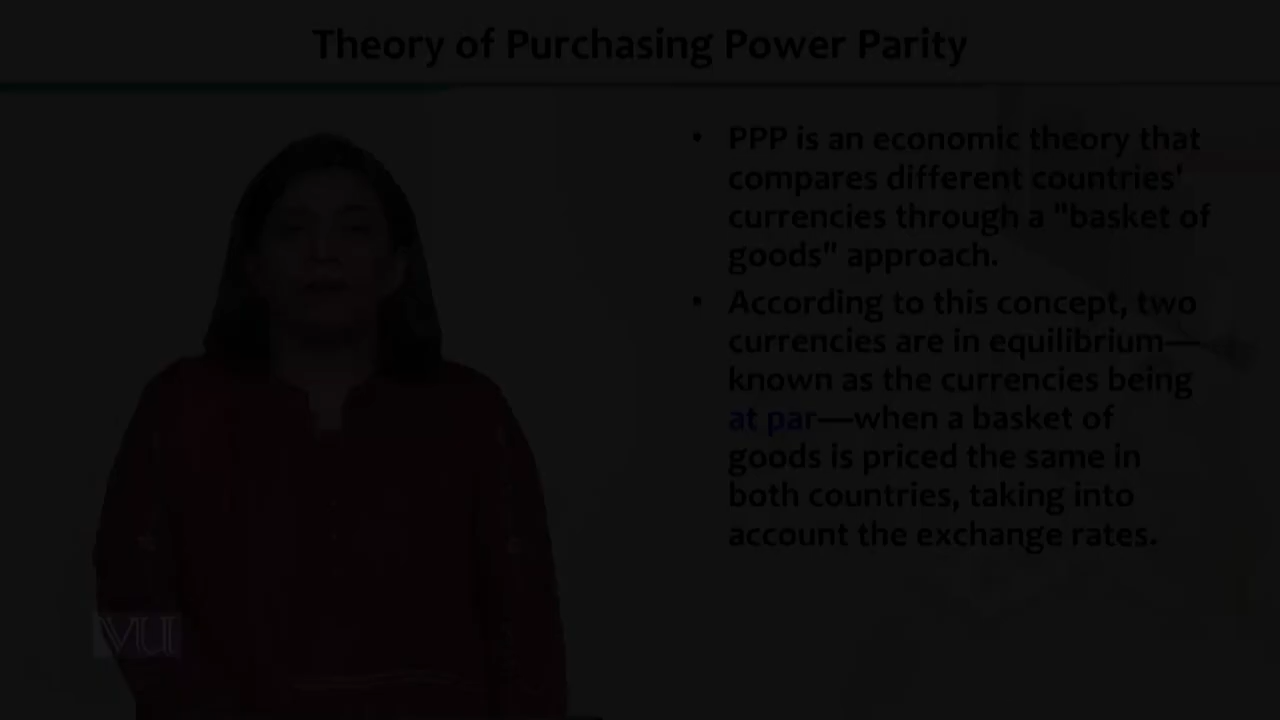 Theory of Purchasing Power Parity
• PPP is an economic theory that
compares different countries'
currencies through a "basket of
goods" approach.
• According to this concept, two
currencies are in equilibrium—
known as the currencies being
at par—when a basket of
goods is priced the same in
both countries, taking into
account the exchange rates.
VU